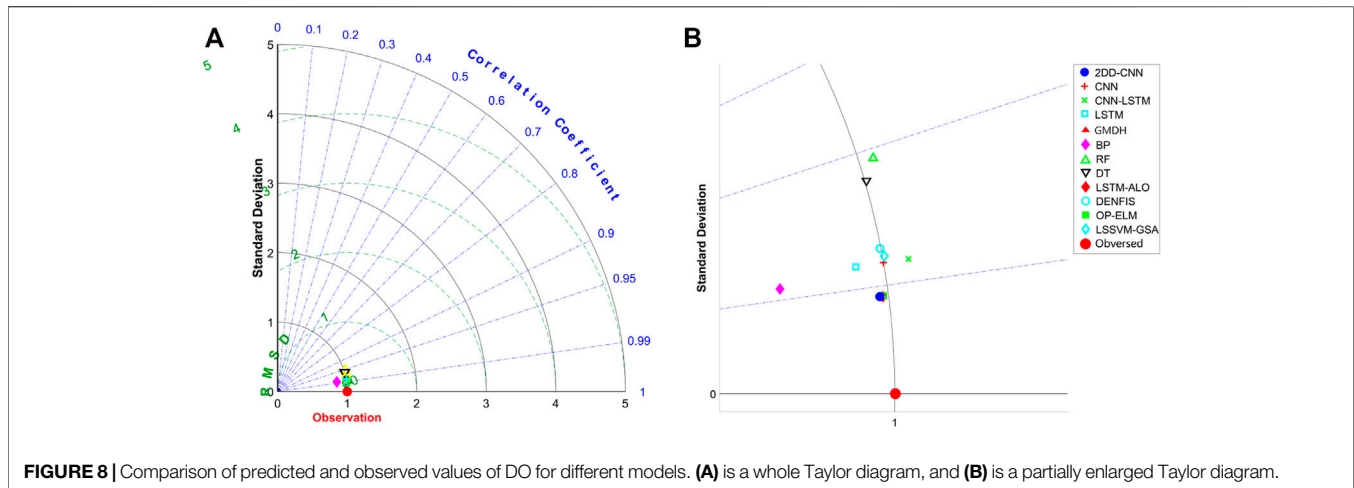 A
0
0.1
0.2
0.3
0.4
0.5
0.6
0.7
0.8
0.9
0.95
0.99
1
Correlation Coefficient
Standard Deviation
5
4
3
2
1
0
5
4
3
2
1
0
RMSD
0
1
2
3
4
5
Observation
B
Standard Deviation
0
1
2DD-CNN
CNN
CNN-LSTM
LSTM
GMDH
BP
RF
DT
LSTM-ALO
DENFIS
OP-ELM
LSSVM-GSA
Obversed
FIGURE 8 | Comparison of predicted and observed values of DO for different models. (A) is a whole Taylor diagram, and (B) is a partially enlarged Taylor diagram.